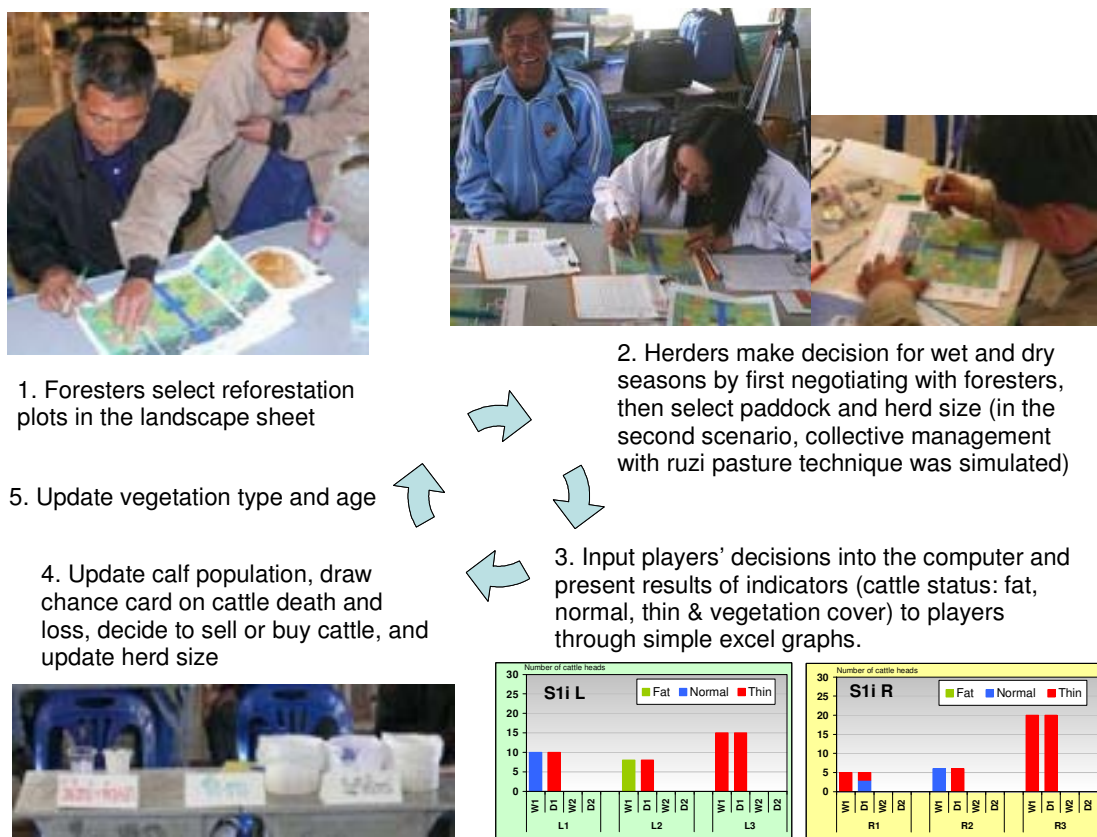 1. Foresters select reforestation
plots in the landscape sheet
2. Herders make decision for wet and dry
seasons by first negotiating with foresters,
then select paddock and herd size (in the
second scenario, collective management
with ruzi pasture technique was simulated)
3. Input players’ decisions into the computer and
present results of indicators (cattle status: fat,
normal, thin & vegetation cover) to players
through simple excel graphs.
4. Update calf population, draw
chance card on cattle death and
loss, decide to sell or buy cattle, and
update herd size
5. Update vegetation type and age
Number of cattle heads
S1i L
Fat Normal Thin
30
25
20
15
10
5
0
W1 D1 W2 D2 W1 D1 W2 D2 W1 D1 W2 D2
L1 L2 L3
Number of cattle heads
S1i R
Fat Normal Thin
30
25
20
15
10
5
0
W1 D1 W2 D2 W1 D1 W2 D2 W1 D1 W2 D2
R1 R2 R3